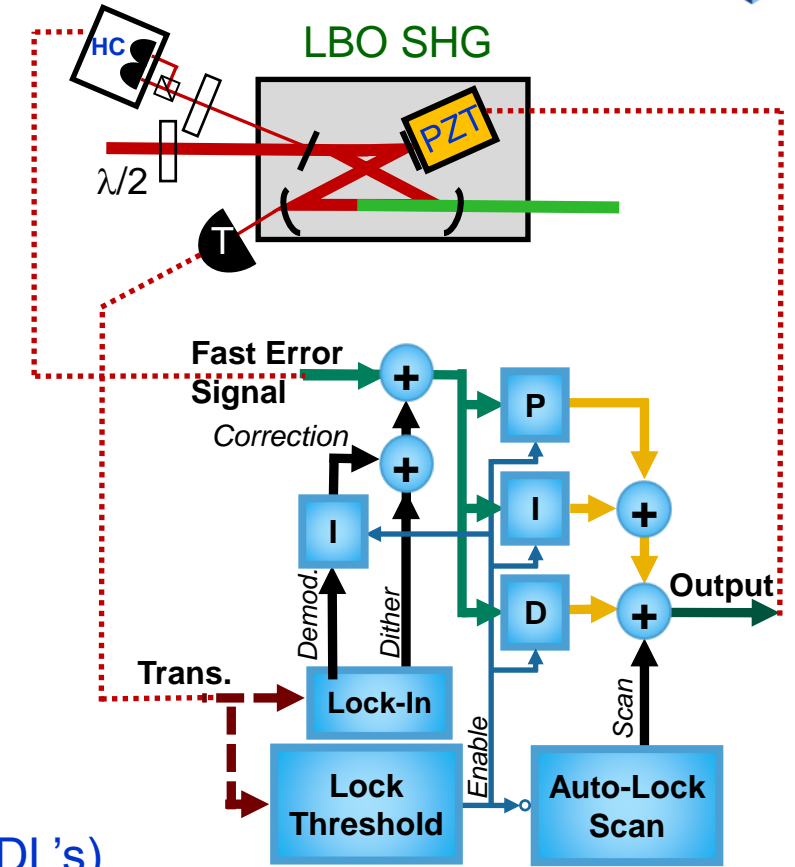 LBO SHG
HC
PZT
λ/2
T
Fast Error
Signal
+
P
Correction
+
I
I
+
Demod.
Dither
D
+
Output
Trans.
Lock-In
Enable
Scan
Lock
Threshold
Auto-Lock
Scan
DL's)